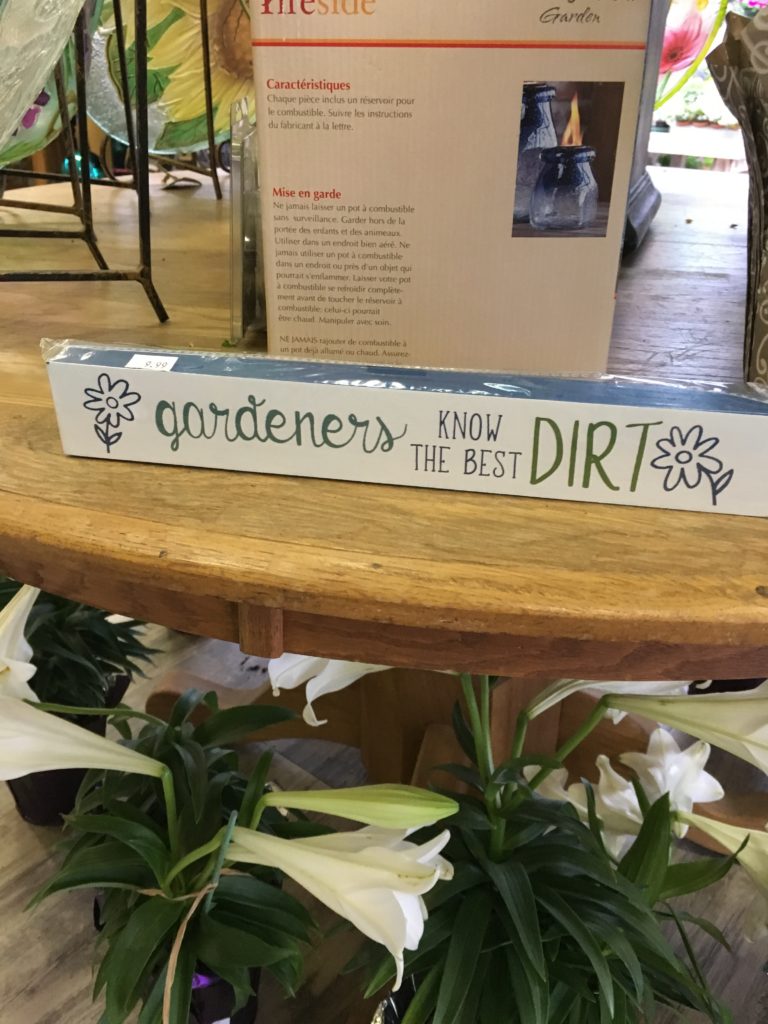 fireside
Garden
Caractéristiques
Chaque pièce inclus un réservoir pour
le combustible. Suivre les instructions
du fabricant à la lettre.
Mise en garde
Ne jamais laisser un pot à combustible
sans surveillance. Garder hors de la
portée des enfants et des animaux.
Utiliser dans un endroit bien aéré. Ne
jamais utiliser un pot à combustible
dans un endroit ou près d'un objet qui
pourrait s'enflammer. Laisser votre pot
à combustible se refroidir complète-
ment avant de toucher le réservoir à
combustible; celui-ci pourrait
être chaud. Manipuler avec soin.
NE JAMAIS rajouter de combustible à
un pot déjà allumé ou chaud. Assurez-
9.99
gardeners KNOW
THE BEST DIRT